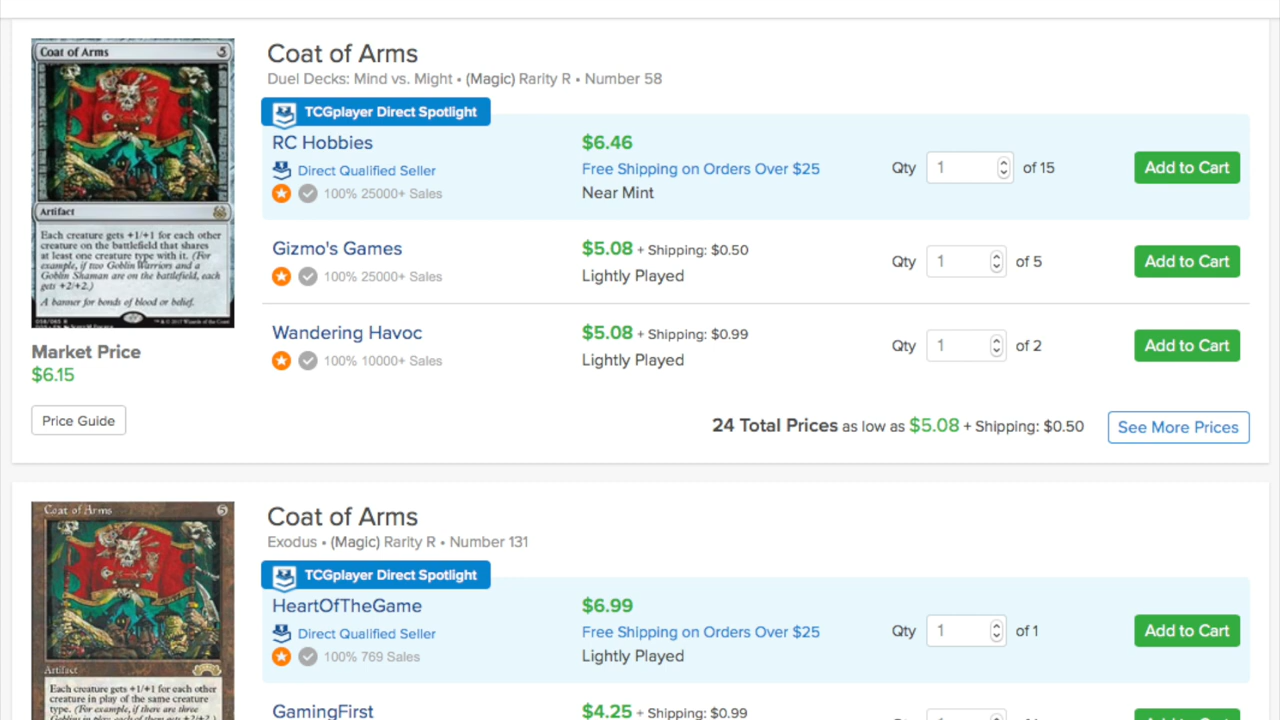 Coat of Arms 5
Artifact
Each creature gets +1/+1 for each other
creature on the battlefield that shares
at least one creature type with it. (For
example, if two Goblin Warriors and a
Goblin Shaman are on the battlefield, each
gets +2/+2.)
A banner for bonds of blood or belief.
Market Price
$6.15
Price Guide
Coat of Arms
Duel Decks: Mind vs. Might • (Magic) Rarity R • Number 58
TCGplayer Direct Spotlight
RC Hobbies $6.46
Direct Qualified Seller Free Shipping on Orders Over $25 Qty 1 of 15 Add to Cart
100% 25000+ Sales Near Mint
Gizmo's Games $5.08 + Shipping: $0.50 Qty 1 of 5 Add to Cart
100% 25000+ Sales Lightly Played
Wandering Havoc $5.08 + Shipping: $0.99 Qty 1 of 2 Add to Cart
100% 10000+ Sales Lightly Played
24 Total Prices as low as $5.08 + Shipping: $0.50 See More Prices
Coat of Arms 5
Artifact
Each creature gets +1/+1 for each other
creature in play of the same creature
type. (For example, if there are three
Goblins in play, each of them gets +2/+2.)
Coat of Arms
Exodus • (Magic) Rarity R • Number 131
TCGplayer Direct Spotlight
HeartOfTheGame $6.99
Direct Qualified Seller Free Shipping on Orders Over $25 Qty 1 of 1 Add to Cart
100% 769 Sales Lightly Played
GamingFirst $4.25 + Shipping: $0.99